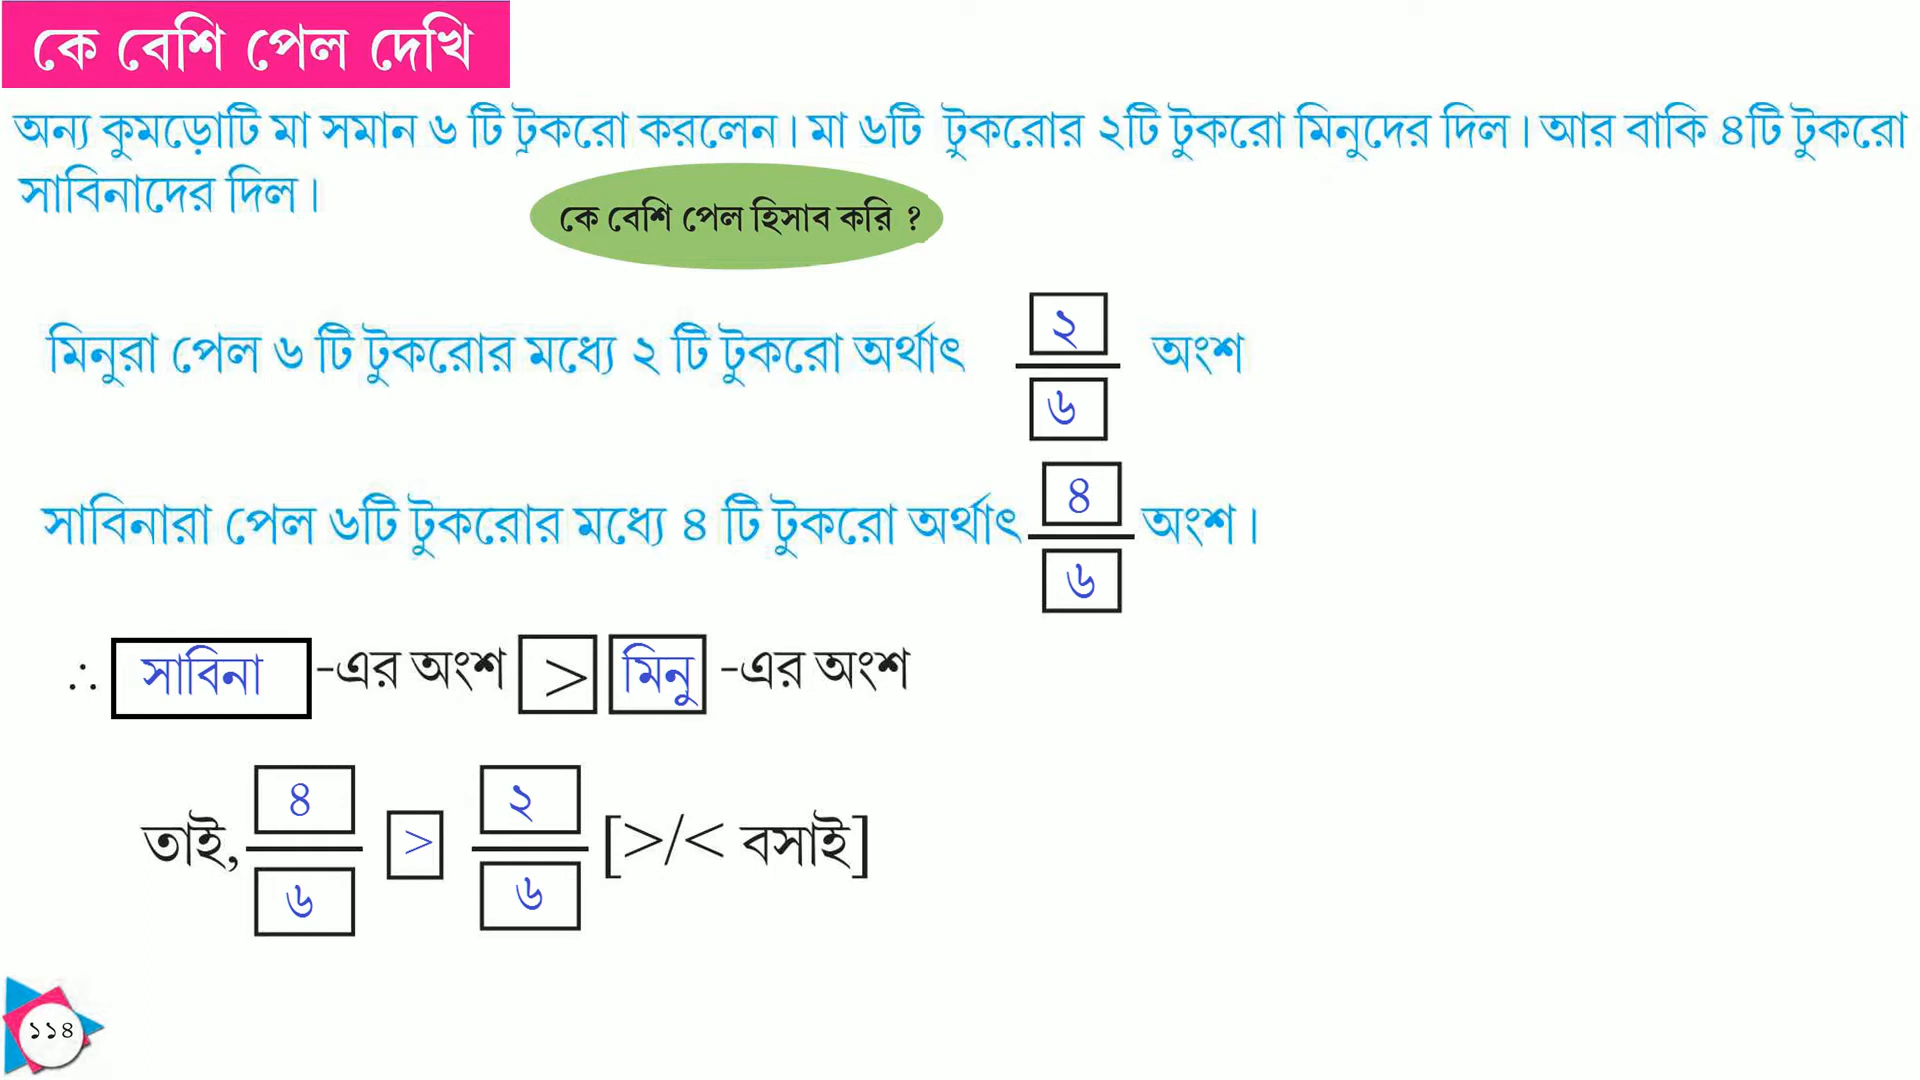 কে বেশি পেল দেখি
অন্য কুমড়োটি মা সমান ৬ টি টুকরো করলেন। মা ৬টি টুকরোর ২টি টুকরো মিনুদের দিল। আর বাকি ৪টি টুকরো
সাবিনাদের দিল।
কে বেশি পেল হিসাব করি ?
মিনুরা পেল ৬ টি টুকরোর মধ্যে ২ টি টুকরো অর্থাৎ ২/৬ অংশ
সাবিনারা পেল ৬টি টুকরোর মধ্যে ৪ টি টুকরো অর্থাৎ ৪/৬ অংশ।
∴ সাবিনা -এর অংশ > মিনু -এর অংশ
তাই, ৪/৬ > ২/৬ [>/< বসাই]
১১৪